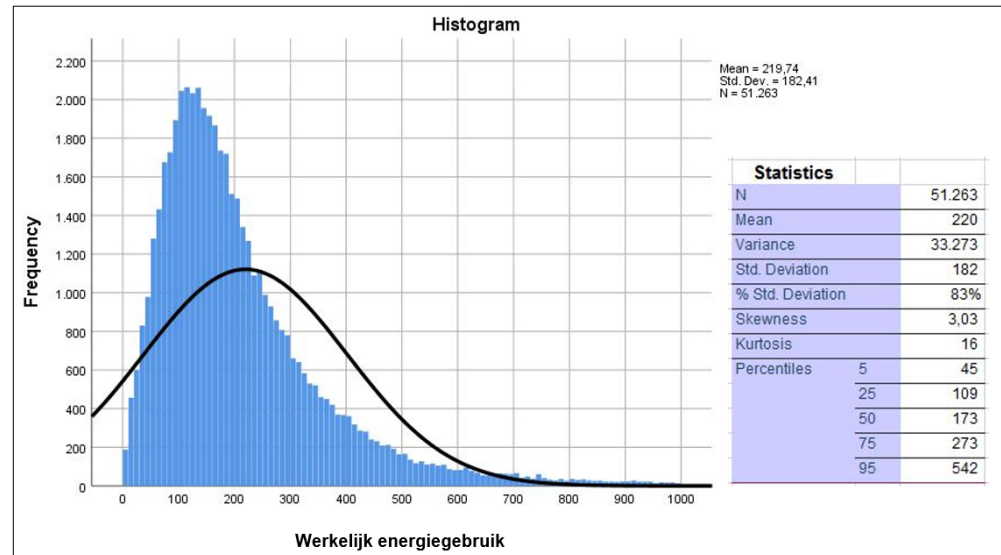 Histogram
Mean = 219,74
Std. Dev. = 182,41
N = 51.263
Frequency
2.200
2.000
1.800
1.600
1.400
1.200
1.000
800
600
400
200
0
0 100 200 300 400 500 600 700 800 900 1000
Werkelijk energiegebruik
Statistics
N 51.263
Mean 220
Variance 33.273
Std. Deviation 182
% Std. Deviation 83%
Skewness 3,03
Kurtosis 16
Percentiles 5 45
25 109
50 173
75 273
95 542